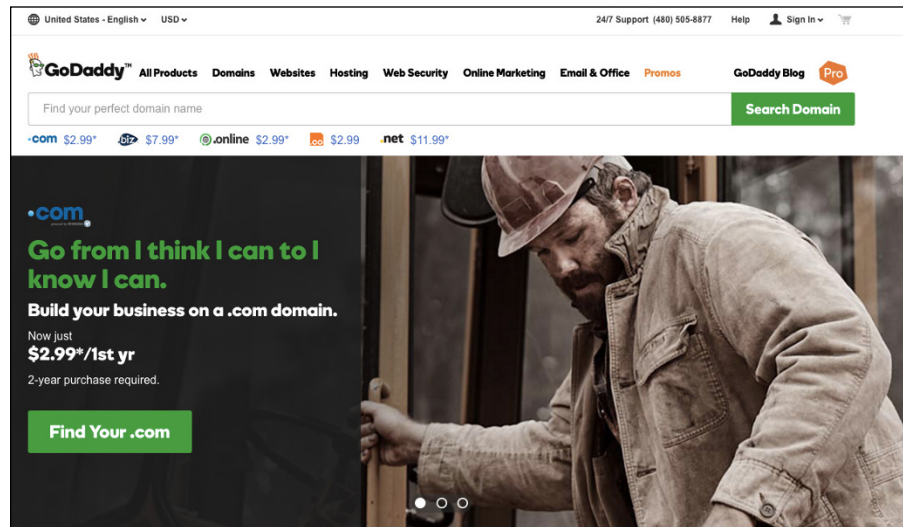 United States - English USD 24/7 Support (480) 505-8877 Help Sign In
GoDaddy™ All Products Domains Websites Hosting Web Security Online Marketing Email & Office Promos GoDaddy Blog Pro
Find your perfect domain name Search Domain
.com $2.99* .biz $7.99* .online $2.99* .co $2.99 .net $11.99*
.com
Go from I think I can to I
know I can.
Build your business on a .com domain.
Now just
$2.99*/1st yr
2-year purchase required.
Find Your .com